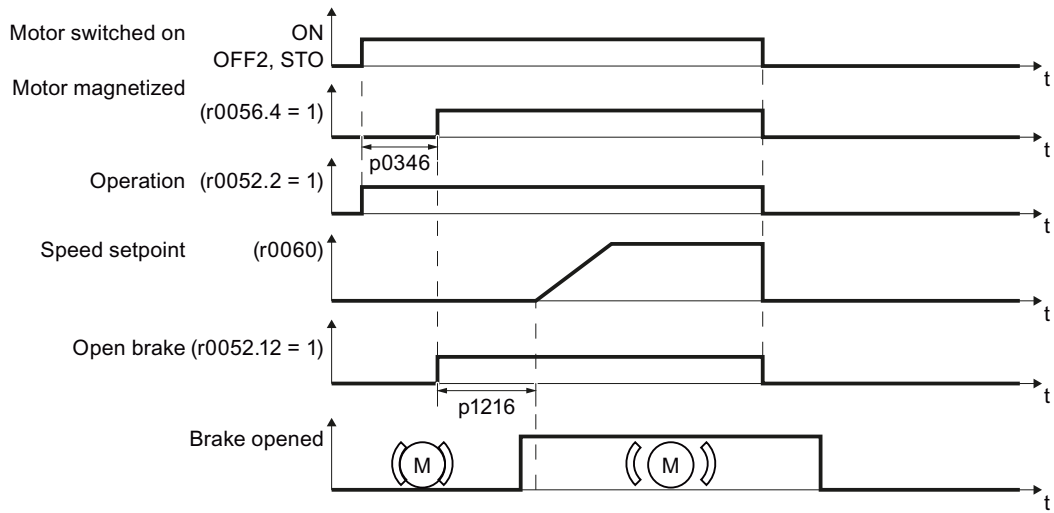 Motor switched on ON
OFF2, STO
t
Motor magnetized
(r0056.4 = 1)
t
p0346
Operation (r0052.2 = 1)
t
Speed setpoint (r0060)
t
Open brake (r0052.12 = 1)
t
p1216
Brake opened
M M
t